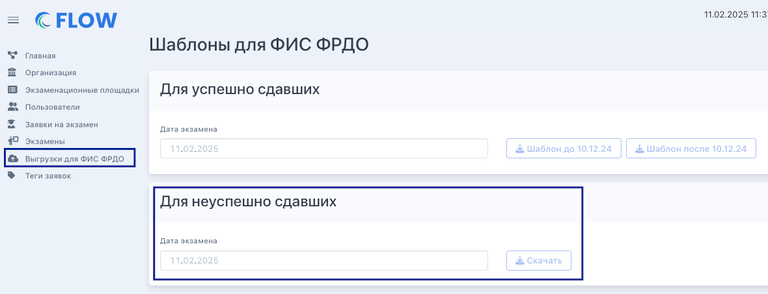 FLOW
11.02.2025 11:37
Главная
Организация
Экзаменационные площадки
Пользователи
Заявки на экзамен
Экзамены
Выгрузки для ФИС ФРДО
Теги заявок
Шаблоны для ФИС ФРДО
Для успешно сдавших
Дата экзамена
11.02.2025
Шаблон до 10.12.24
Шаблон после 10.12.24
Для неуспешно сдавших
Дата экзамена
11.02.2025
Скачать